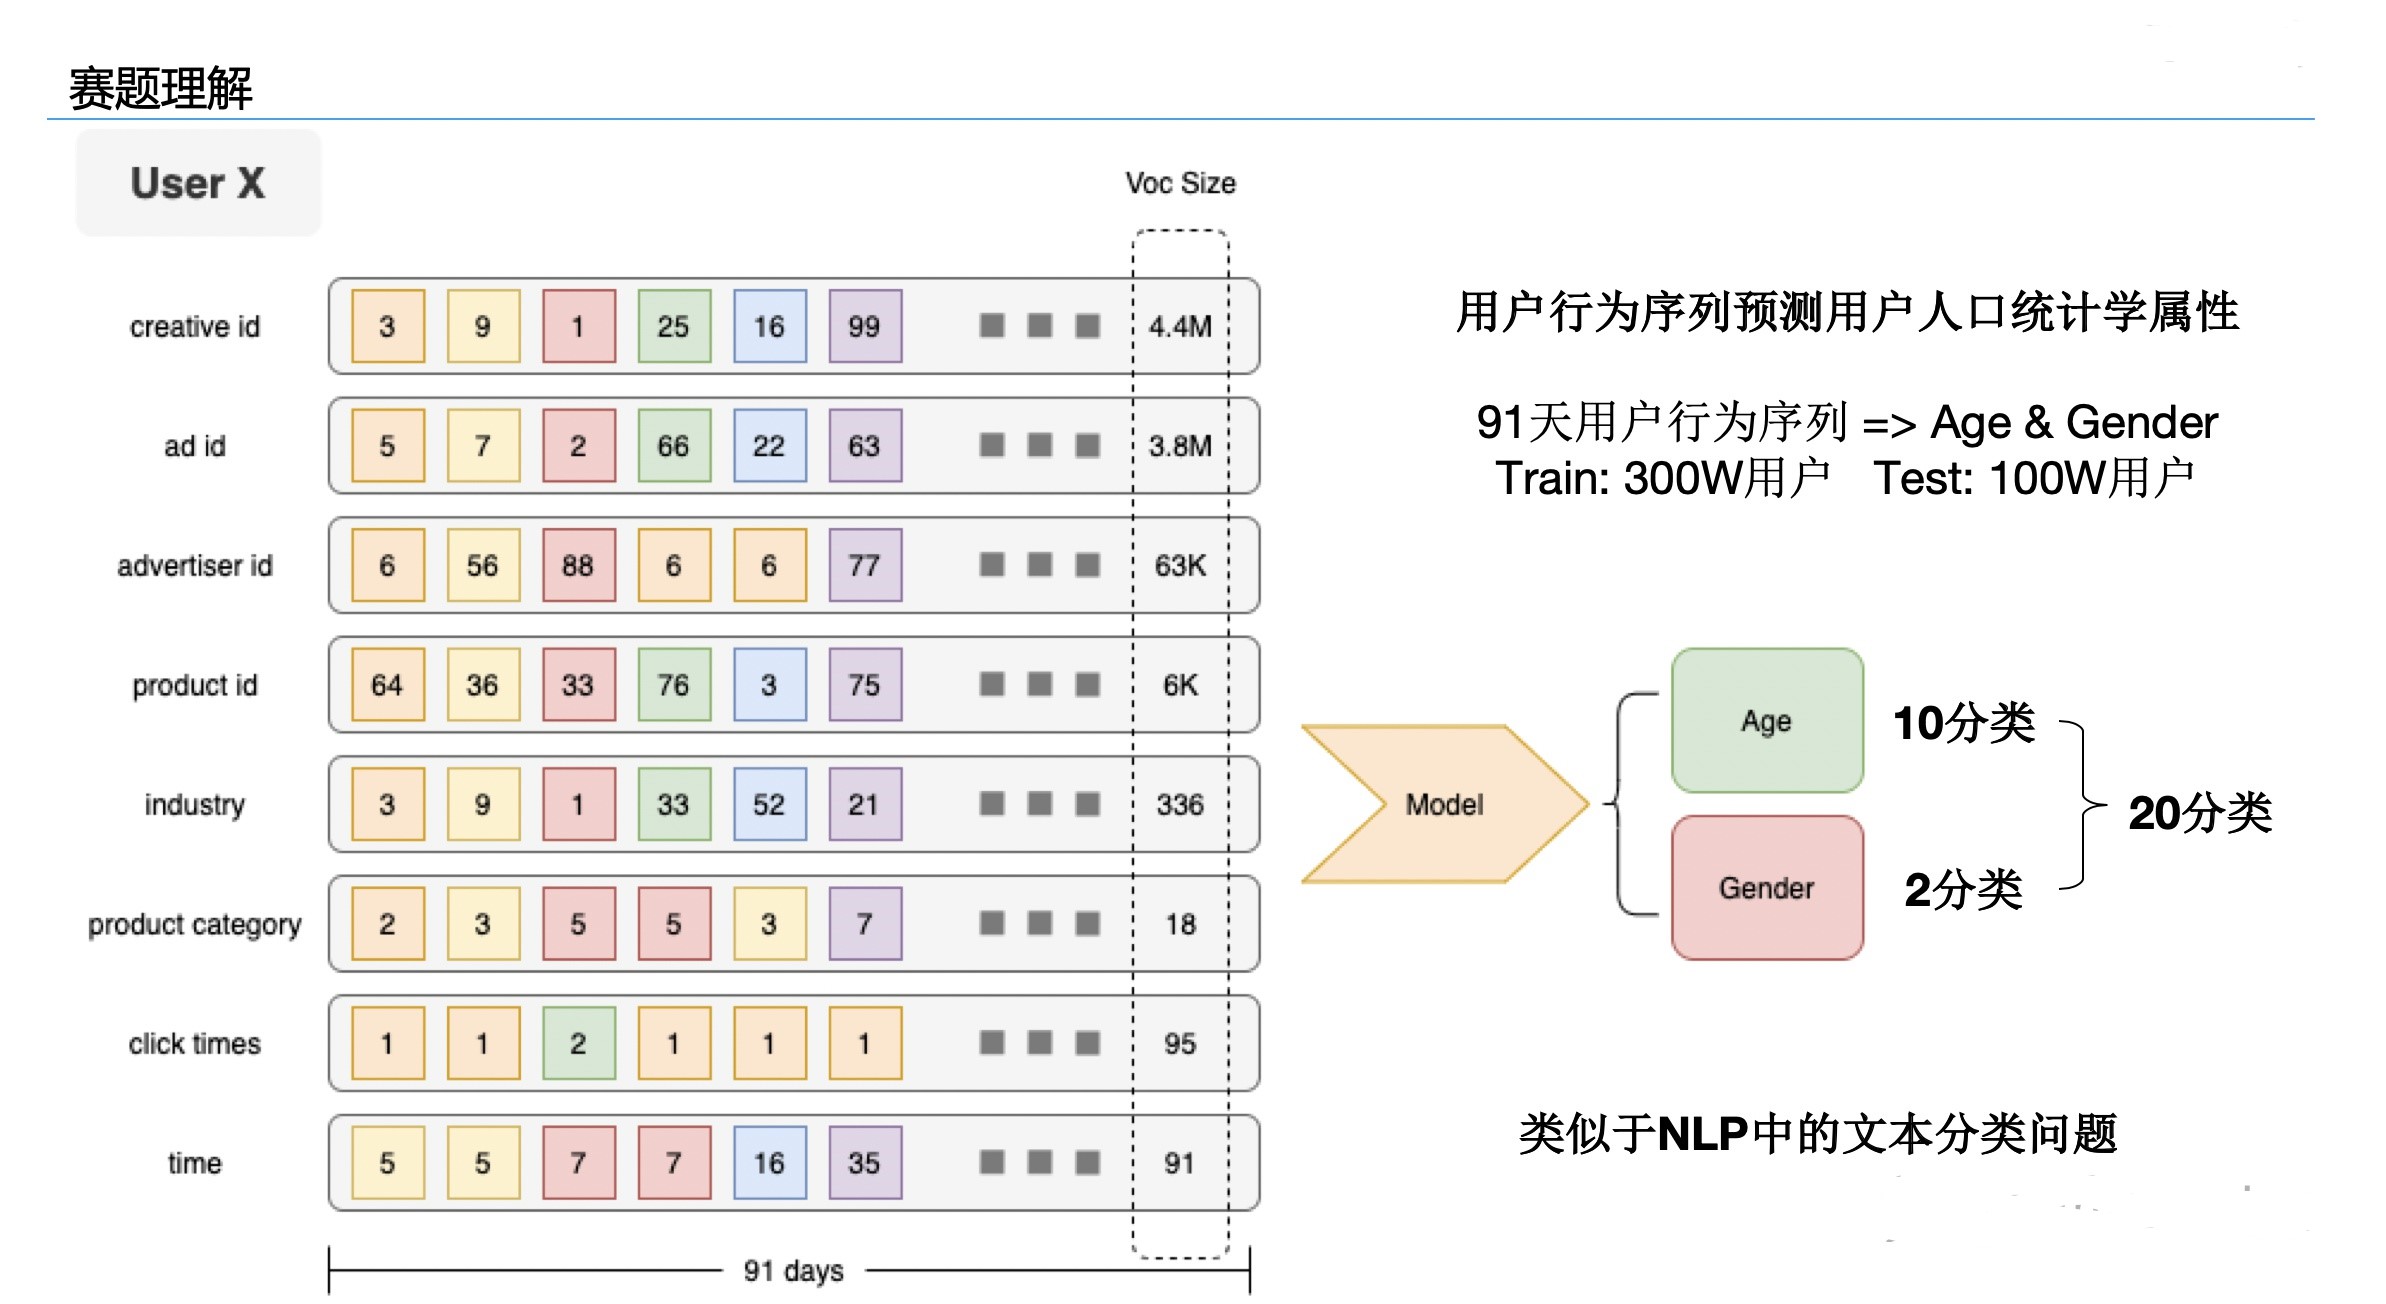 赛题理解
User X
Voc Size
creative id 3 9 1 25 16 99 4.4M
ad id 5 7 2 66 22 63 3.8M
advertiser id 6 56 88 6 6 77 63K
product id 64 36 33 76 3 75 6K
industry 3 9 1 33 52 21 336
product category 2 3 5 5 3 7 18
click times 1 1 2 1 1 1 95
time 5 5 7 7 16 35 91
91 days
用户行为序列预测用户人口统计学属性
91天用户行为序列 => Age & Gender
Train: 300W用户 Test: 100W用户
Model
Age 10分类
Gender 2分类
20分类
类似于NLP中的文本分类问题